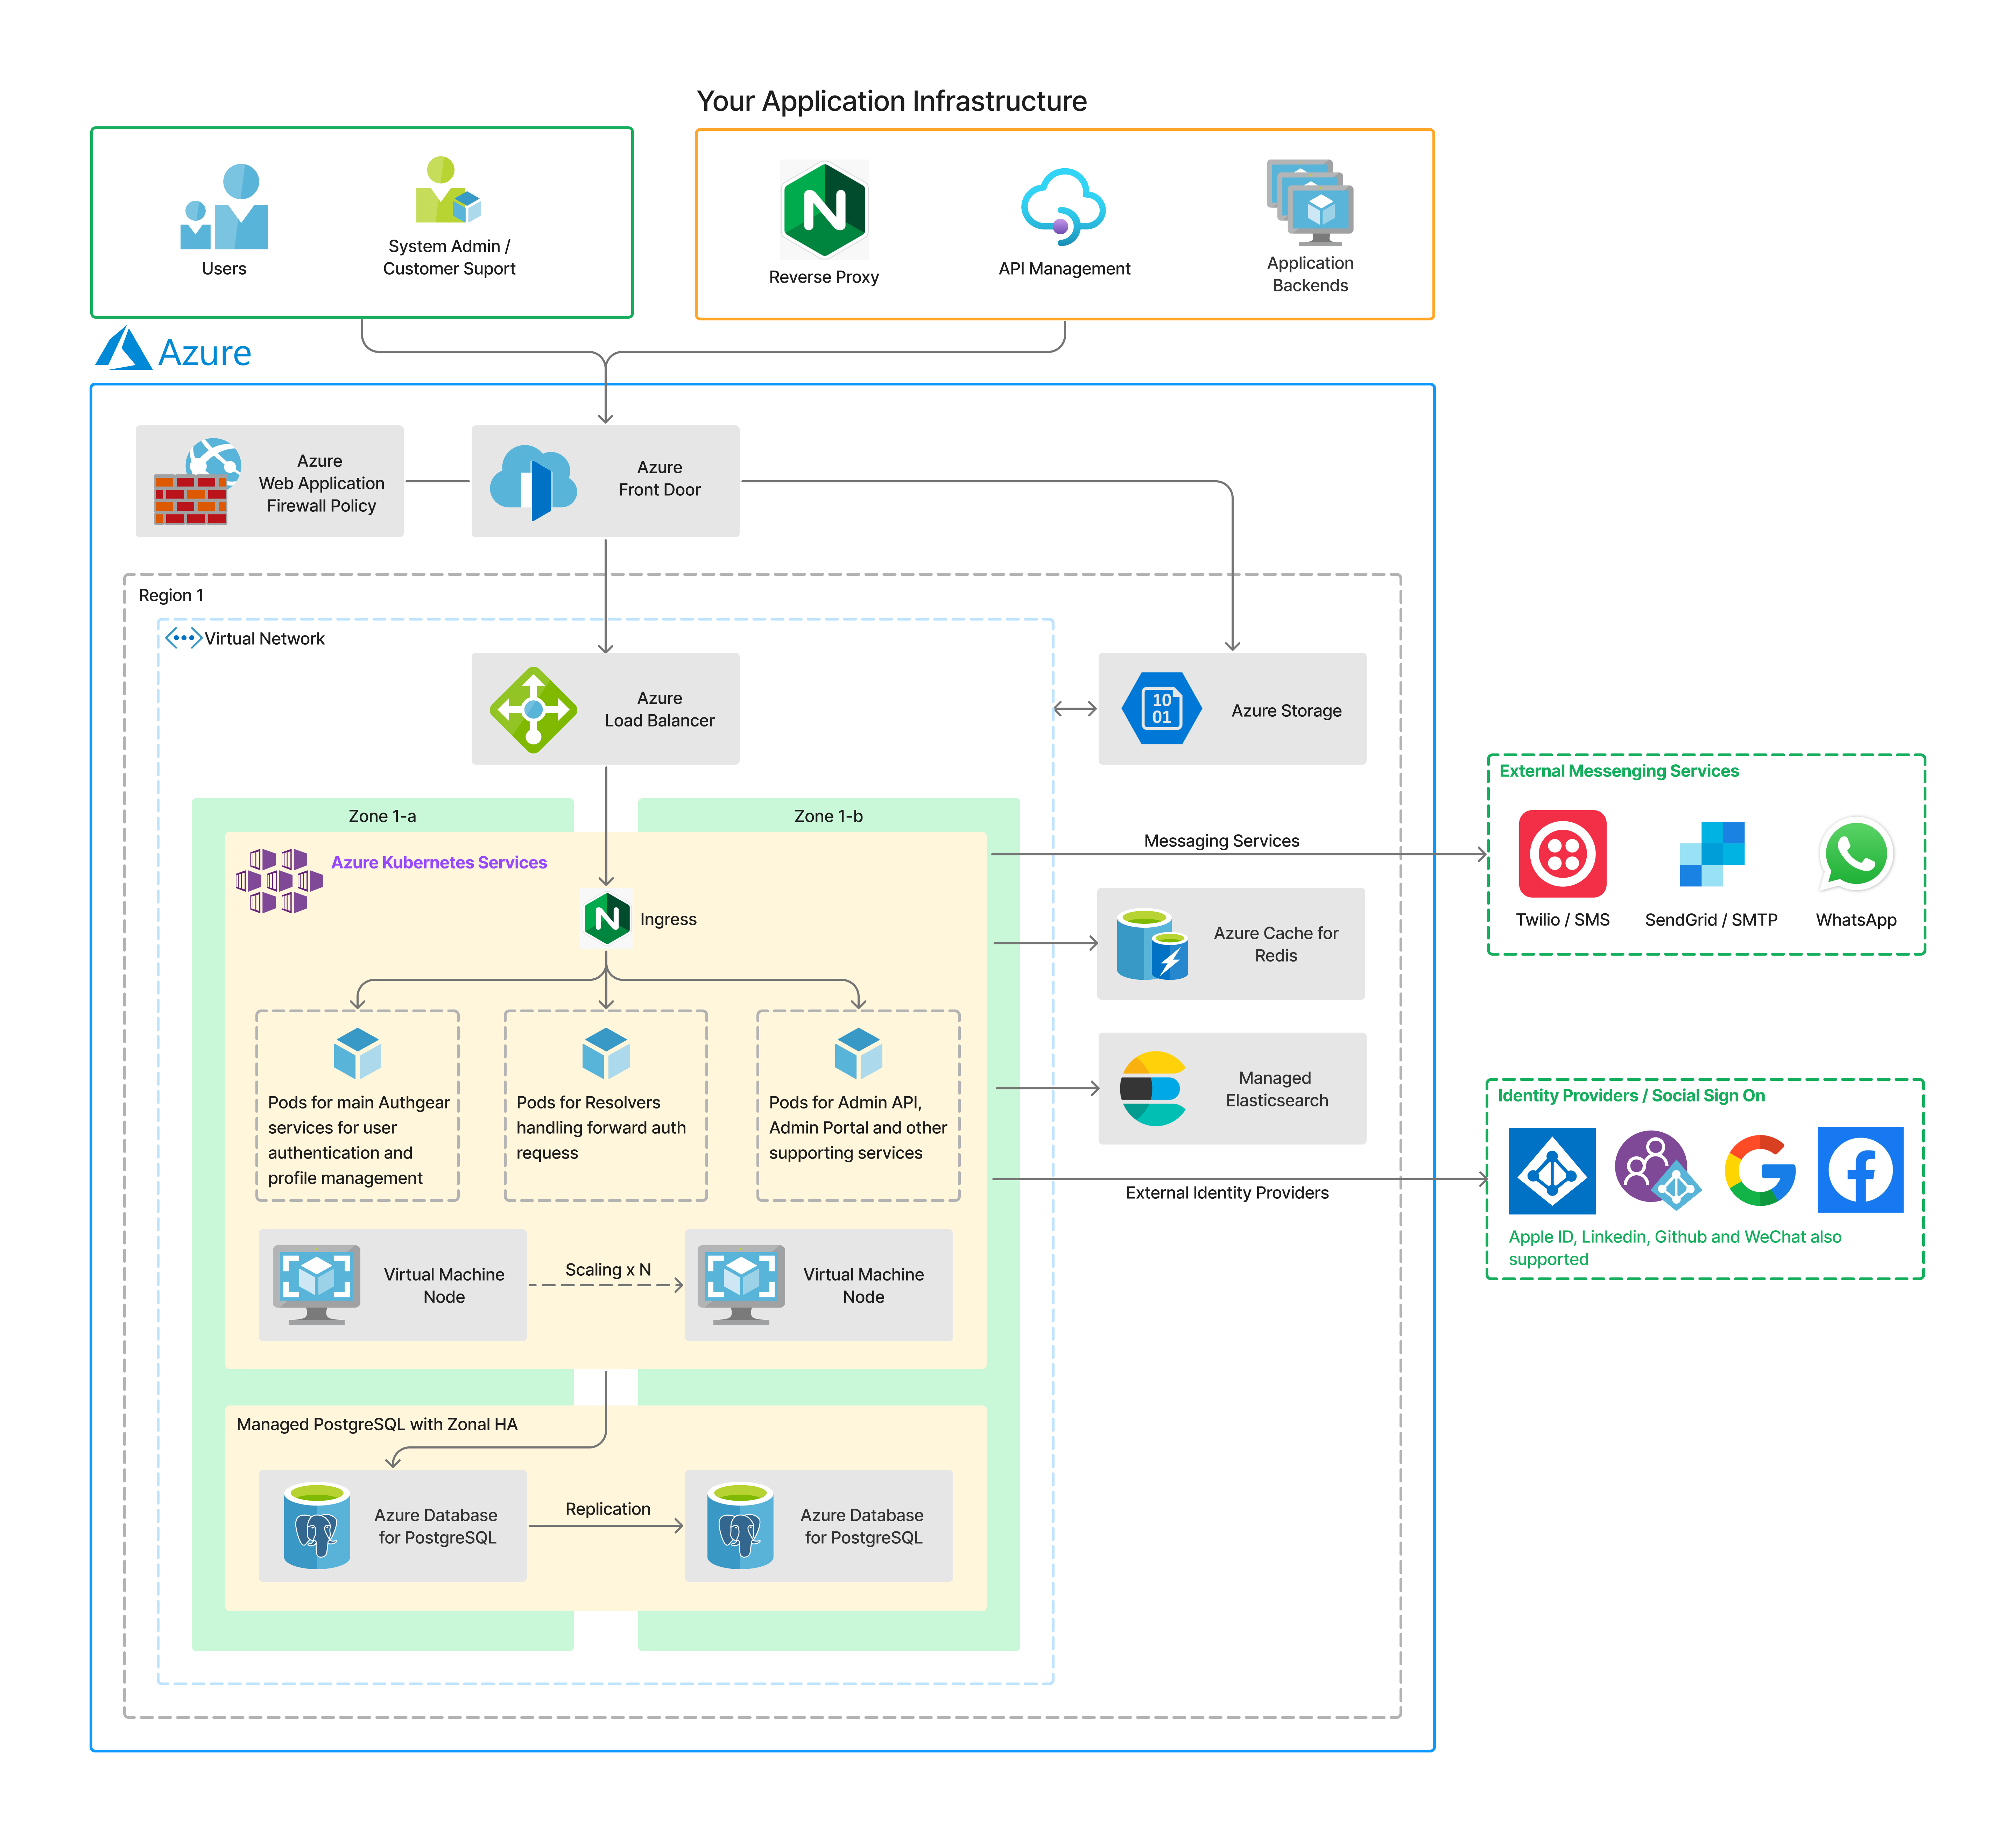 Your Application Infrastructure
Users
System Admin /
Customer Suport
Reverse Proxy
API Management
Application
Backends
Azure
Azure
Web Application
Firewall Policy
Azure
Front Door
Region 1
Virtual Network
Azure
Load Balancer
10
01
Azure Storage
Zone 1-a
Zone 1-b
Azure Kubernetes Services
Ingress
Messaging Services
External Messenging Services
Twilio / SMS
SendGrid / SMTP
WhatsApp
Azure Cache for
Redis
Pods for main Authgear
services for user
authentication and
profile management
Pods for Resolvers
handling forward auth
requess
Pods for Admin API,
Admin Portal and other
supporting services
Managed
Elasticsearch
External Identity Providers
Identity Providers / Social Sign On
Apple ID, Linkedin, Github and WeChat also
supported
Virtual Machine
Node
Scaling x N
Virtual Machine
Node
Managed PostgreSQL with Zonal HA
Azure Database
for PostgreSQL
Replication
Azure Database
for PostgreSQL